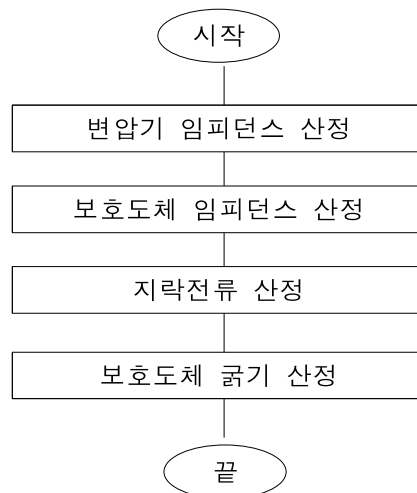 시작
변압기 임피던스 산정
보호도체 임피던스 산정
지락전류 산정
보호도체 굵기 산정
끝